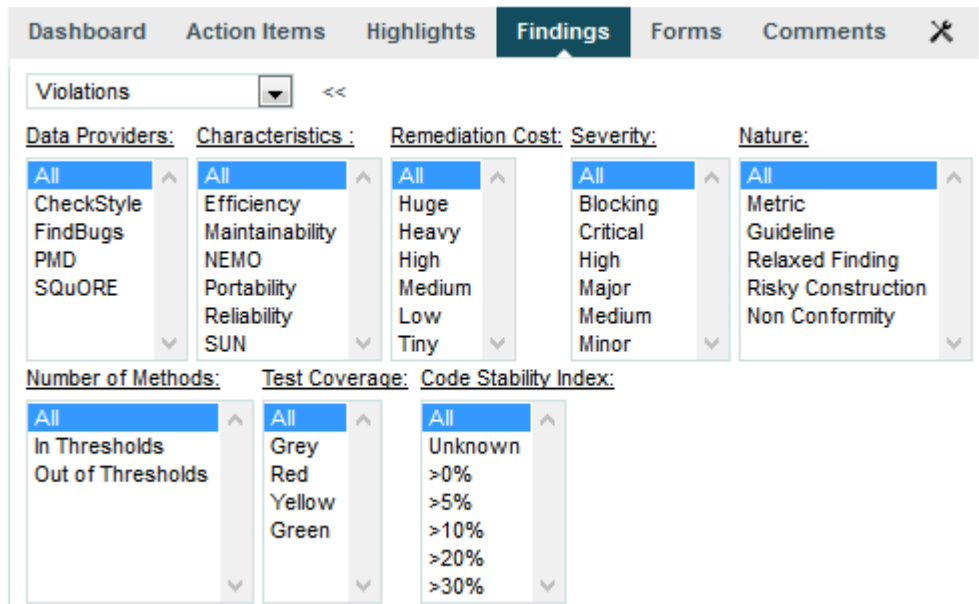 Dashboard Action Items Highlights Findings Forms Comments
Violations <<
Data Providers: Characteristics : Remediation Cost: Severity: Nature:
All All All All All
CheckStyle Efficiency Huge Blocking Metric
FindBugs Maintainability Heavy Critical Guideline
PMD NEMO High High Relaxed Finding
SQuORE Portability Medium Major Risky Construction
Reliability Low Medium Non Conformity
SUN Tiny Minor
Number of Methods: Test Coverage: Code Stability Index:
All All All
In Thresholds Grey Unknown
Out of Thresholds Red >0%
Yellow >5%
Green >10%
>20%
>30%